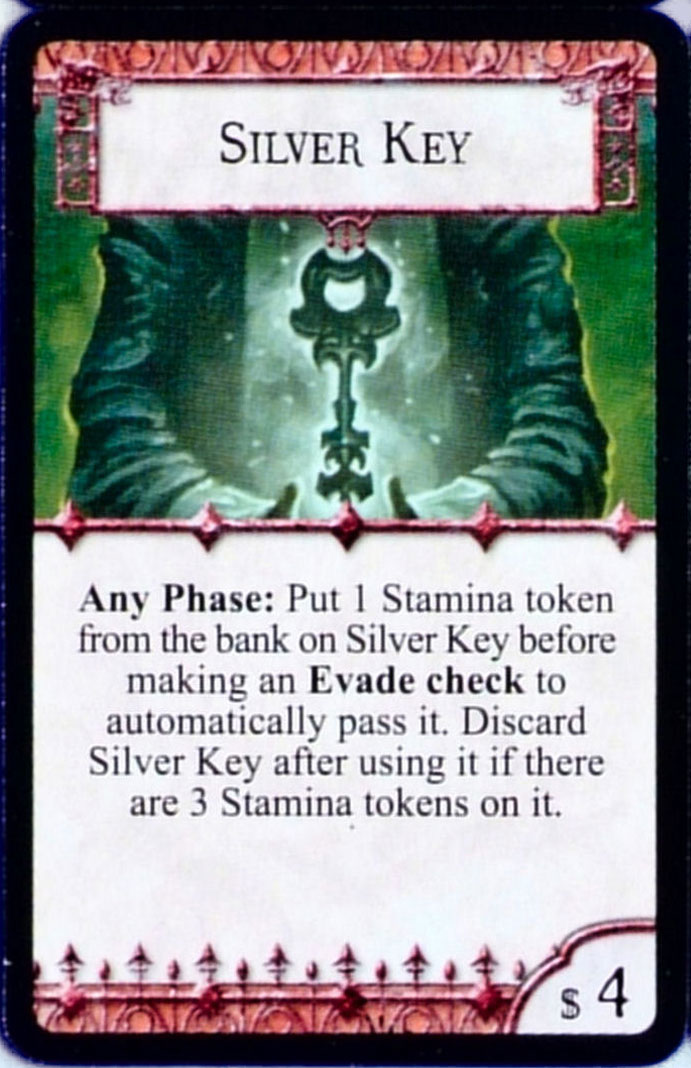 Silver Key
Any Phase: Put 1 Stamina token
from the bank on Silver Key before
making an Evade check to
automatically pass it. Discard
Silver Key after using it if there
are 3 Stamina tokens on it.
$ 4